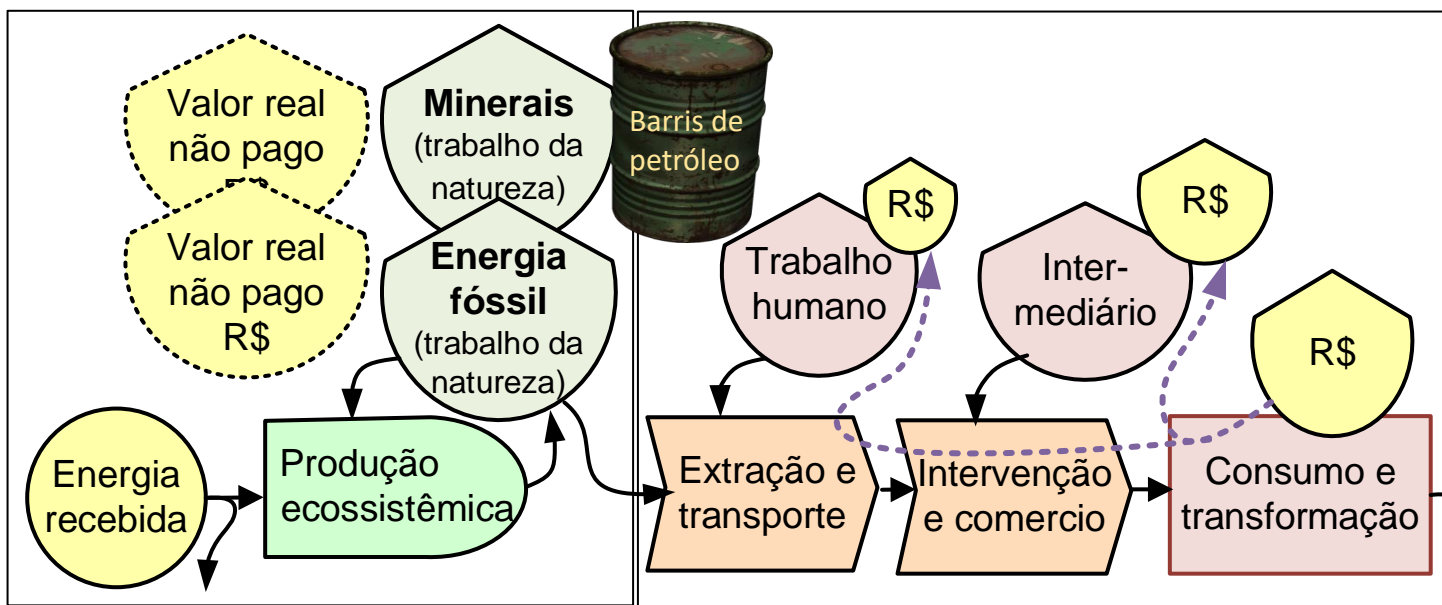 Valor real
não pago
R$
Valor real
não pago
R$
Minerais
(trabalho da
natureza)
Energia
fóssil
(trabalho da
natureza)
Energia
recebida
Produção
ecossistêmica
Barris de
petróleo
Trabalho
humano
R$
Inter-
mediário
R$
R$
Extração e
transporte
Intervenção
e comercio
Consumo e
transformação